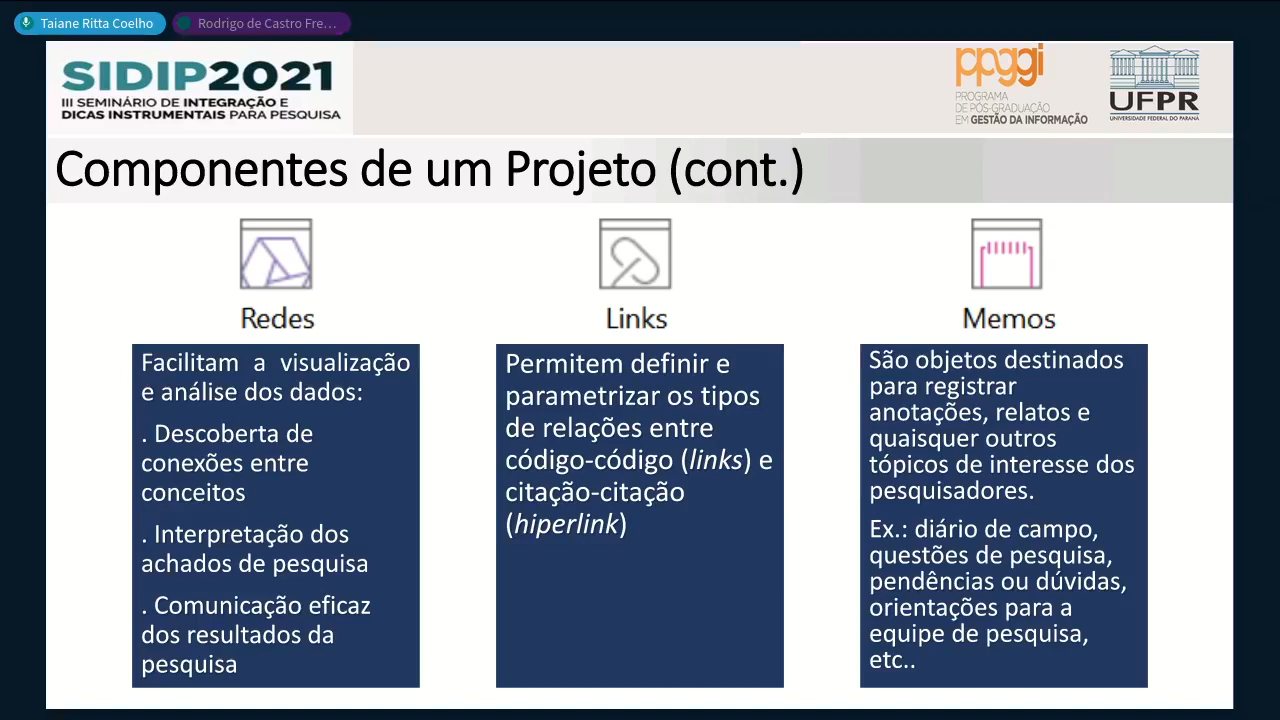 Taiane Ritta Coelho
Rodrigo de Castro Fre...
SIDIP2021
III SEMINÁRIO DE INTEGRAÇÃO E
DICAS INSTRUMENTAIS PARA PESQUISA
ppggi
PROGRAMA
DE PÓS-GRADUAÇÃO
EM GESTÃO DA INFORMAÇÃO
UFPR
UNIVERSIDADE FEDERAL DO PARANÁ
Componentes de um Projeto (cont.)
Redes
Facilitam a visualização
e análise dos dados:
. Descoberta de
conexões entre
conceitos
. Interpretação dos
achados de pesquisa
. Comunicação eficaz
dos resultados da
pesquisa
Links
Permitem definir e
parametrizar os tipos
de relações entre
código-código (links) e
citação-citação
(hiperlink)
Memos
São objetos destinados
para registrar
anotações, relatos e
quaisquer outros
tópicos de interesse dos
pesquisadores.
Ex.: diário de campo,
questões de pesquisa,
pendências ou dúvidas,
orientações para a
equipe de pesquisa,
etc..